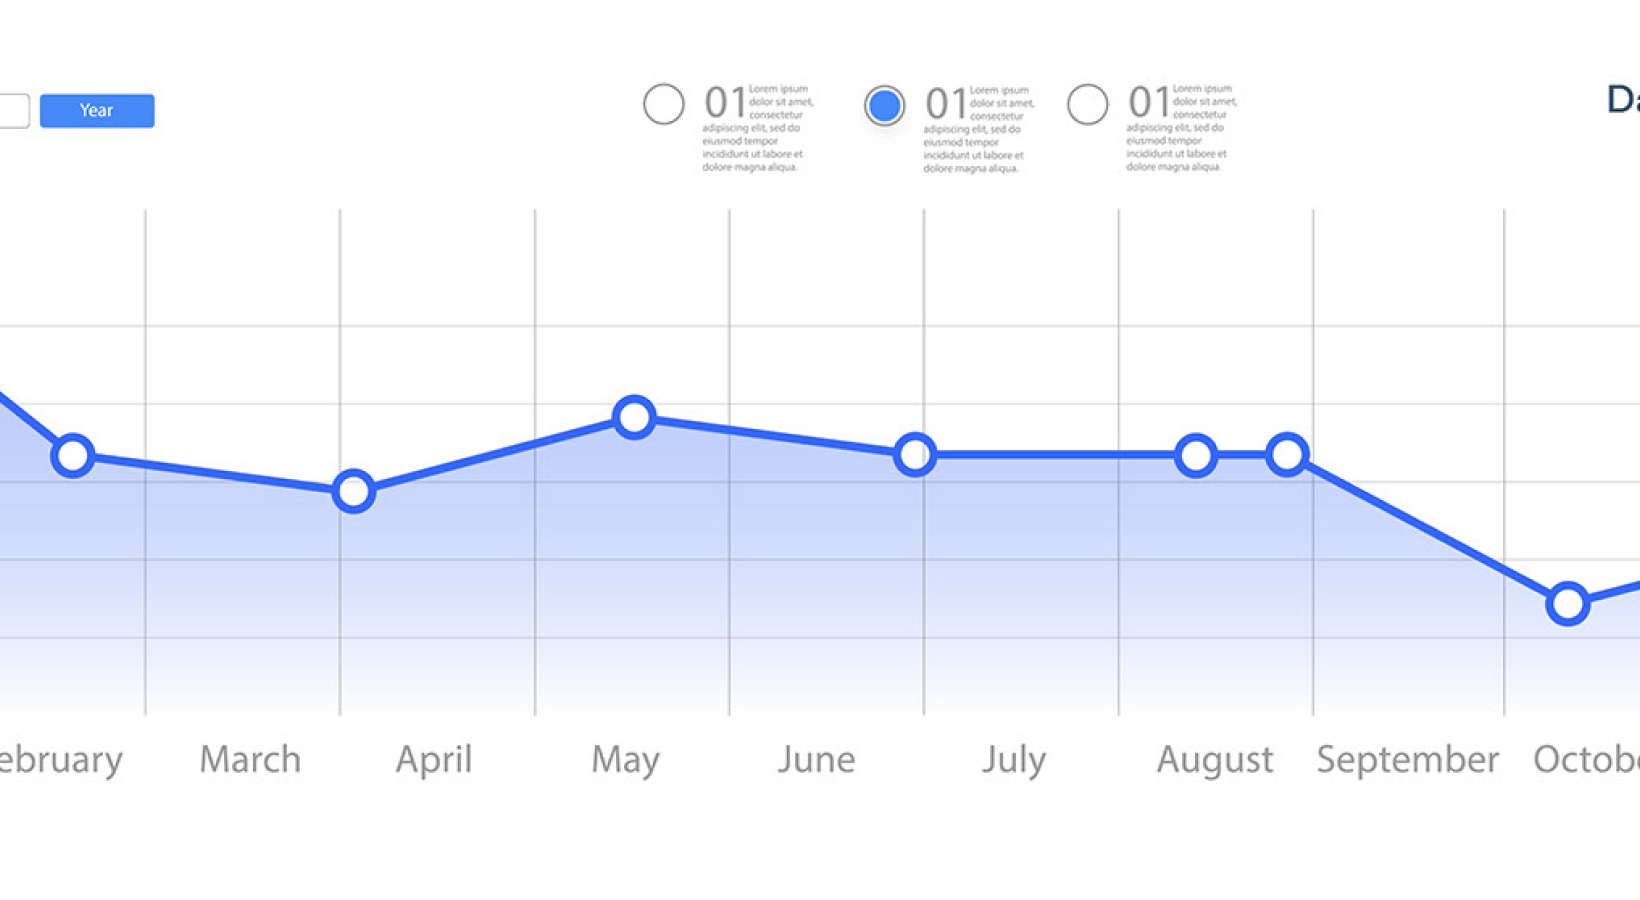 Year
01 Lorem ipsum
dolor sit amet,
consectetur
adipiscing elit, sed do
eiusmod tempor
incididunt ut labore et
dolore magna aliqua.
01 Lorem ipsum
dolor sit amet,
consectetur
adipiscing elit, sed do
eiusmod tempor
incididunt ut labore et
dolore magna aliqua.
01 Lorem ipsum
dolor sit amet,
consectetur
adipiscing elit, sed do
eiusmod tempor
incididunt ut labore et
dolore magna aliqua.
Da
ebruary March April May June July August September Octob